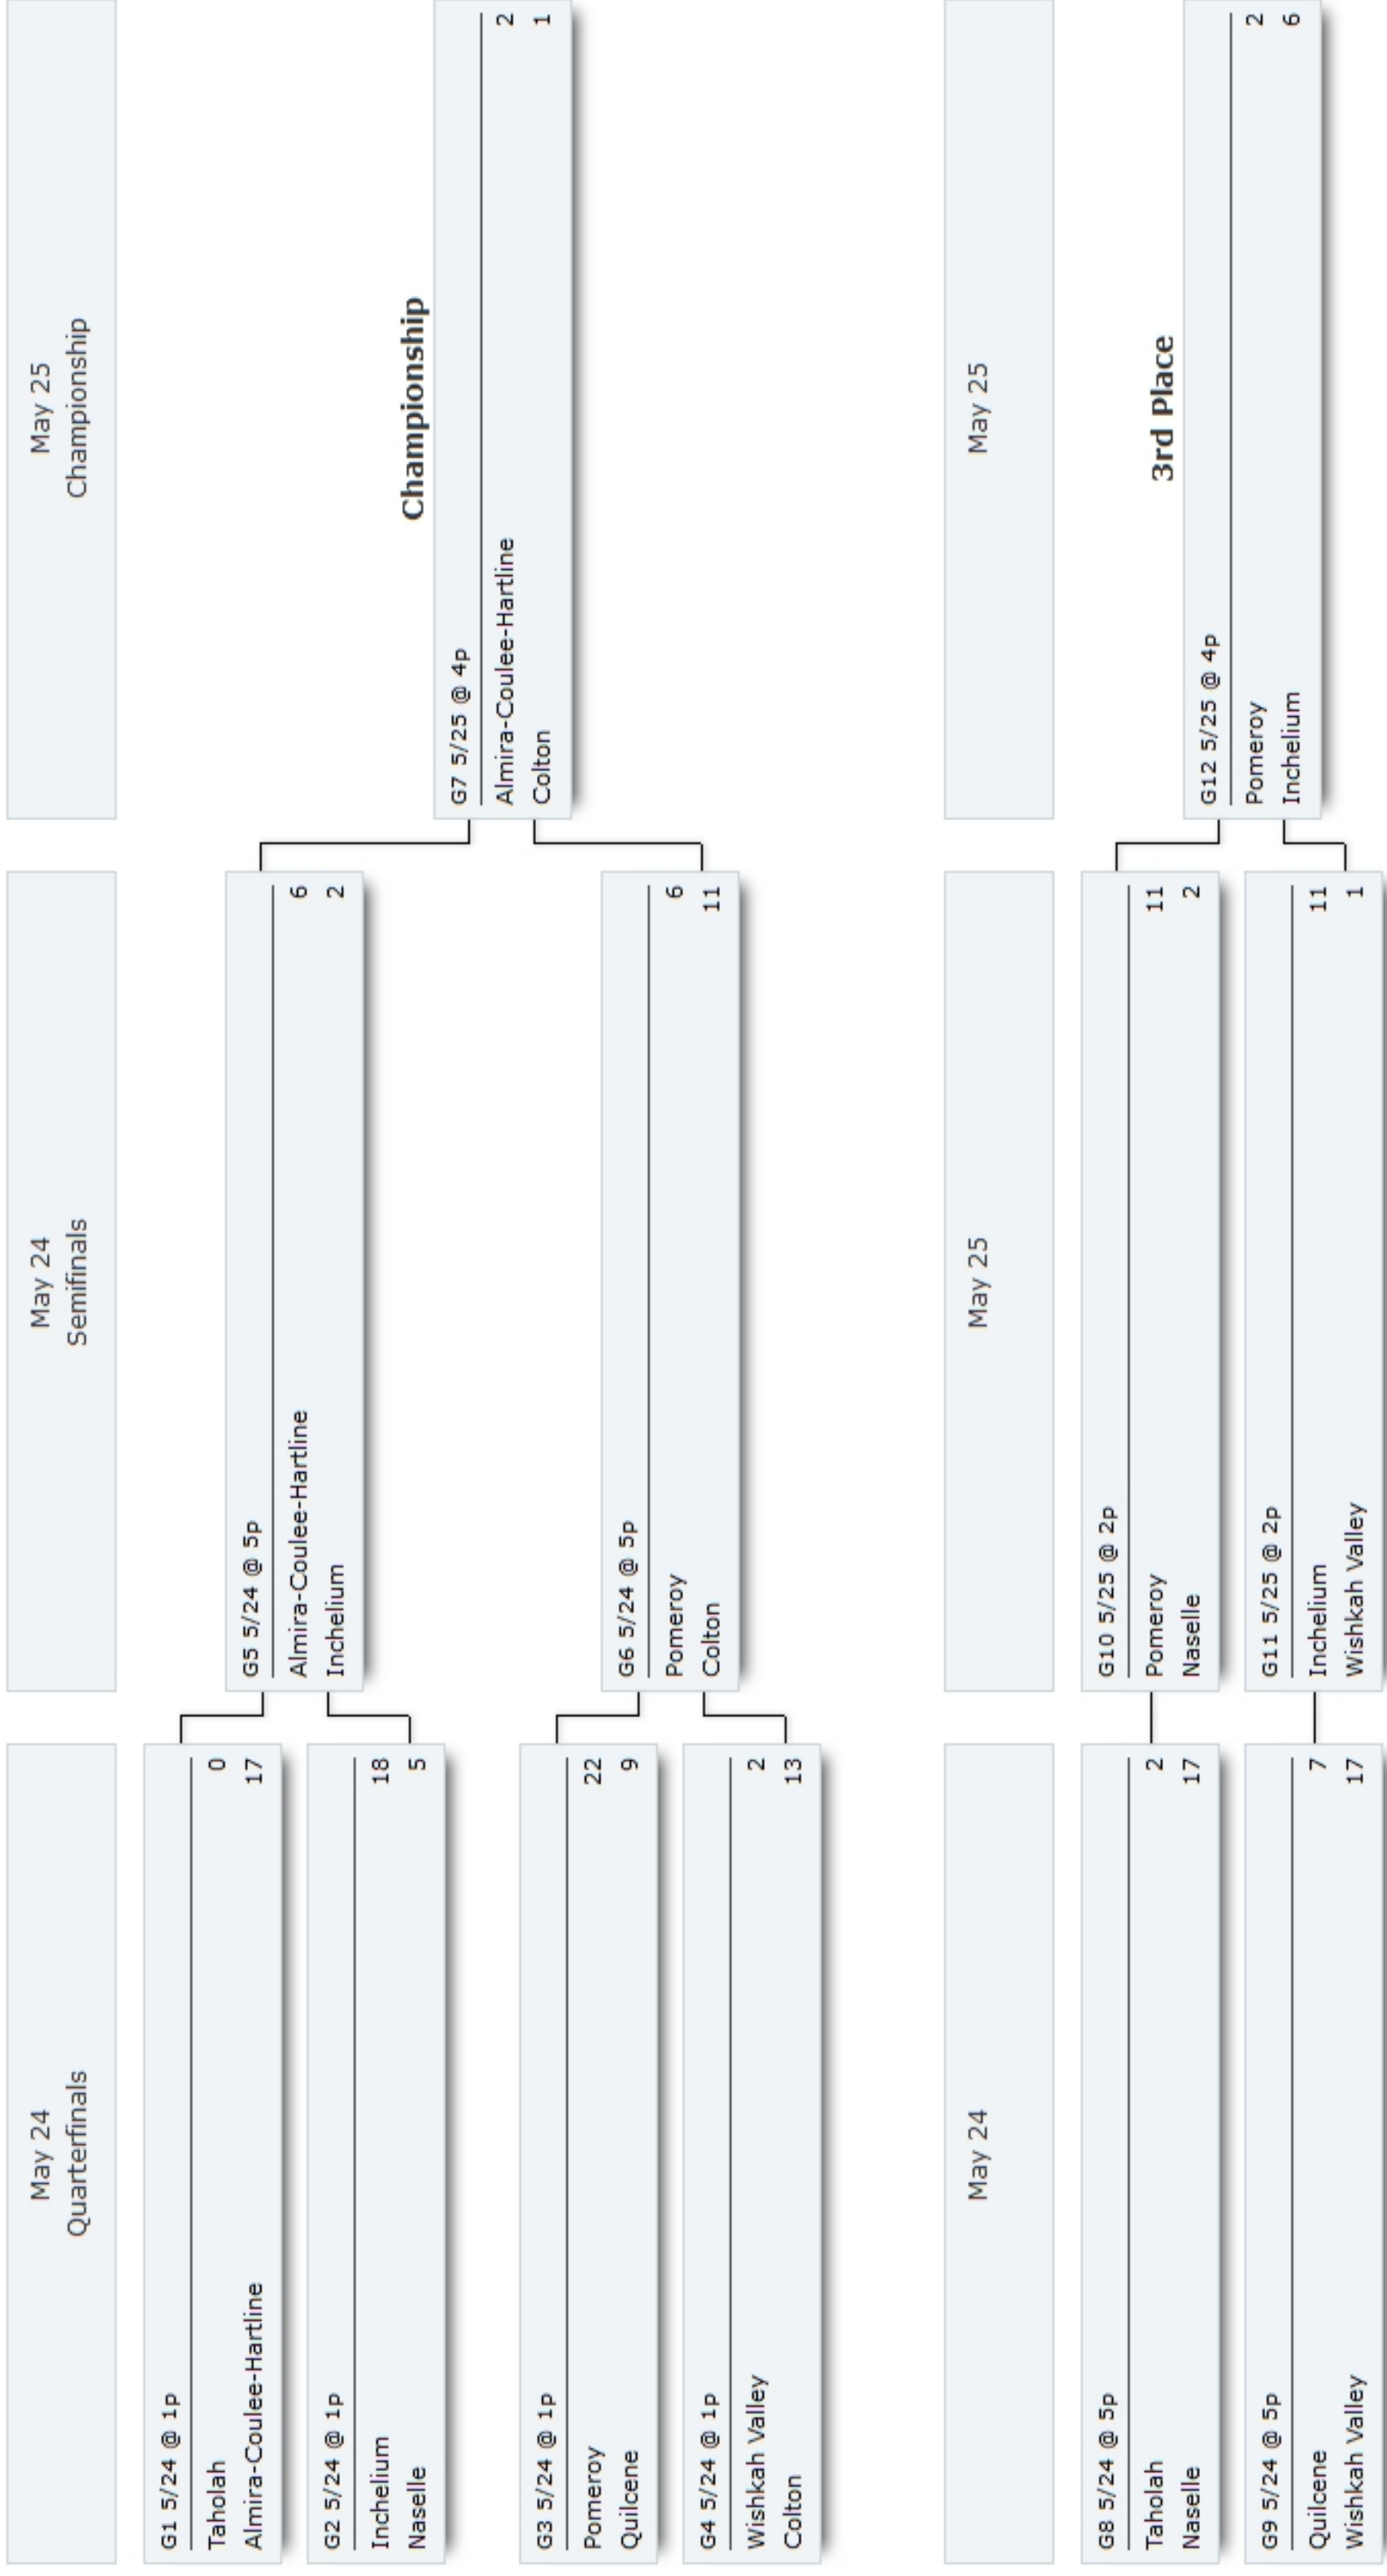 May 24
Quarterfinals
May 24
Semifinals
May 25
Championship
G1 5/24 @ 1p
Taholah 0
Almira-Coulee-Hartline 17
G2 5/24 @ 1p
Inchelium 18
Naselle 5
G3 5/24 @ 1p
Pomeroy 22
Quilcene 9
G4 5/24 @ 1p
Wishkah Valley 2
Colton 13
G5 5/24 @ 5p
Almira-Coulee-Hartline 6
Inchelium 2
G6 5/24 @ 5p
Pomeroy 6
Colton 11
Championship
G7 5/25 @ 4p
Almira-Coulee-Hartline 2
Colton 1
May 24
May 25
May 25
G8 5/24 @ 5p
Taholah 2
Naselle 17
G9 5/24 @ 5p
Quilcene 7
Wishkah Valley 17
G10 5/25 @ 2p
Pomeroy 11
Naselle 2
G11 5/25 @ 2p
Inchelium 11
Wishkah Valley 1
3rd Place
G12 5/25 @ 4p
Pomeroy 2
Inchelium 6